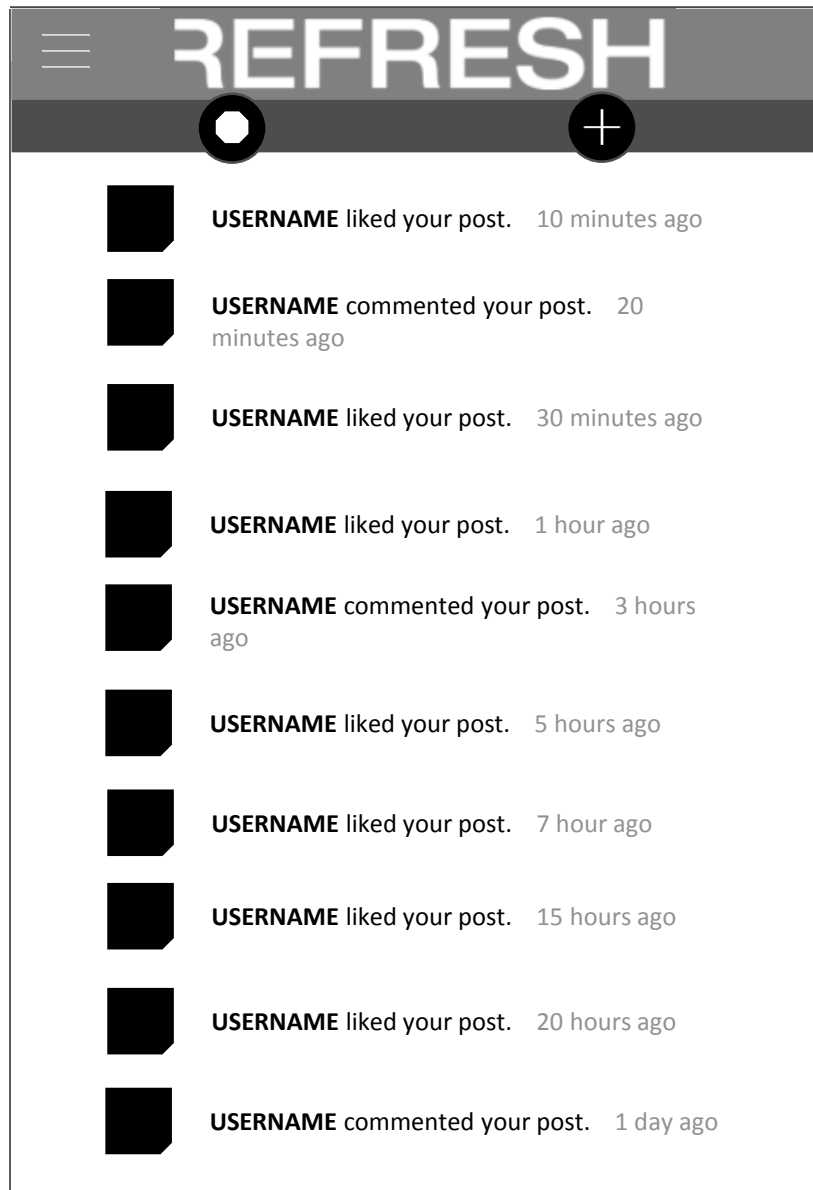 REFRESH
USERNAME liked your post. 10 minutes ago
USERNAME commented your post. 20
minutes ago
USERNAME liked your post. 30 minutes ago
USERNAME liked your post. 1 hour ago
USERNAME commented your post. 3 hours
ago
USERNAME liked your post. 5 hours ago
USERNAME liked your post. 7 hour ago
USERNAME liked your post. 15 hours ago
USERNAME liked your post. 20 hours ago
USERNAME commented your post. 1 day ago